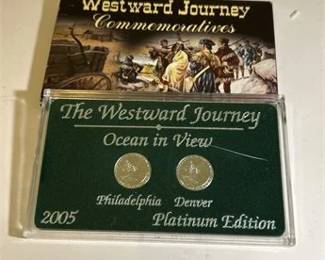 Westward Journey
Commemoratives
The Westward Journey
Ocean in View
Philadelphia Denver
2005 Platinum Edition